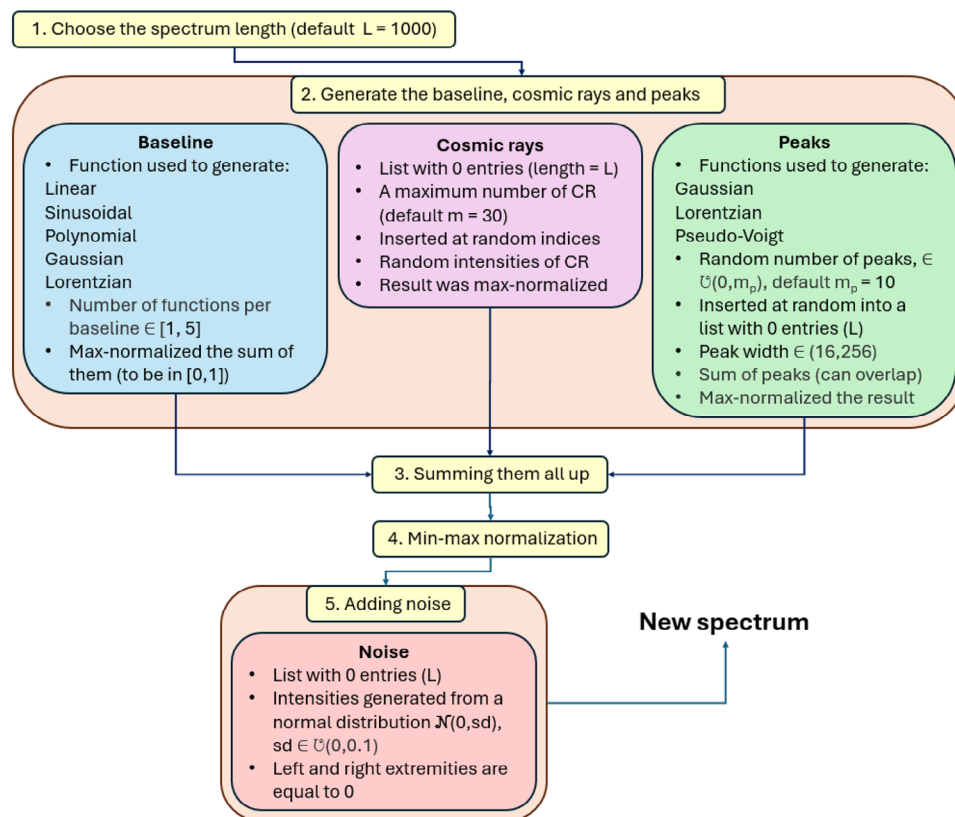 1. Choose the spectrum length (default L = 1000)
2. Generate the baseline, cosmic rays and peaks
Baseline
• Function used to generate:
Linear
Sinusoidal
Polynomial
Gaussian
Lorentzian
• Number of functions per
baseline ∈ [1, 5]
• Max-normalized the sum of
them (to be in [0,1])
Cosmic rays
• List with 0 entries (length = L)
• A maximum number of CR
(default m = 30)
• Inserted at random indices
• Random intensities of CR
• Result was max-normalized
Peaks
• Functions used to generate:
Gaussian
Lorentzian
Pseudo-Voigt
• Random number of peaks, ∈
℧(0,mₚ), default mₚ = 10
• Inserted at random into a
list with 0 entries (L)
• Peak width ∈ (16,256)
• Sum of peaks (can overlap)
• Max-normalized the result
3. Summing them all up
4. Min-max normalization
5. Adding noise
Noise
• List with 0 entries (L)
• Intensities generated from a
normal distribution 𝓝(0,sd),
sd ∈ ℧(0,0.1)
• Left and right extremities are
equal to 0
New spectrum